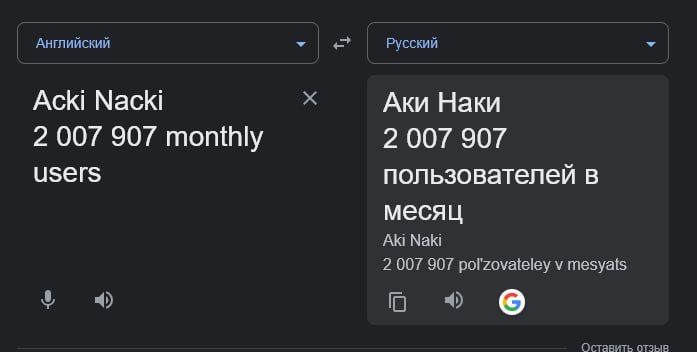 Английский
Русский
Acki Nacki
2 007 907 monthly
users
Аки Наки
2 007 907
пользователей в
месяц
Aki Naki
2 007 907 pol'zovateley v mesyats
Оставить отзыв